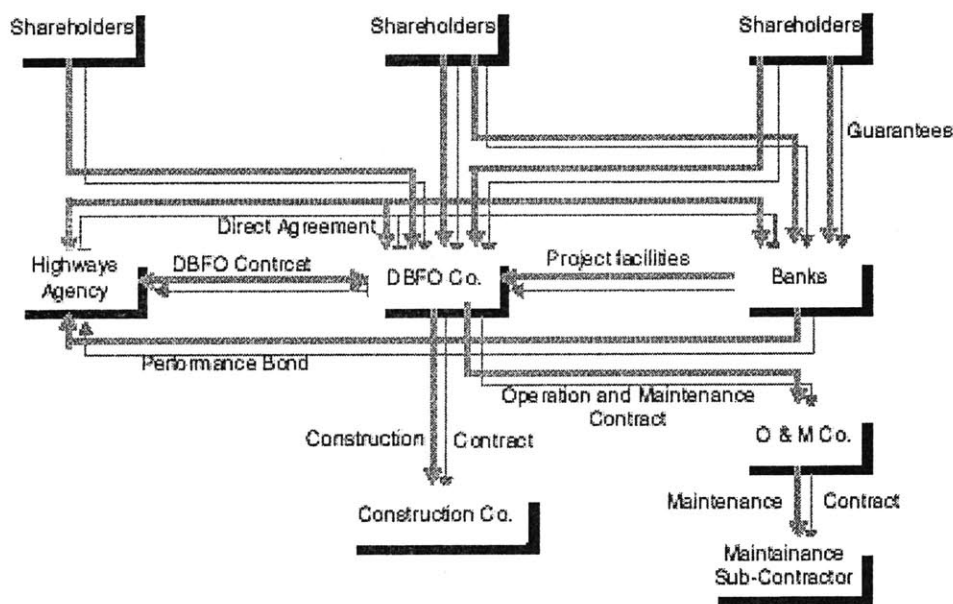 Shareholders
Shareholders
Shareholders
Guarantees
Direct Agreement
Highways
Agency
DBFO Contrcat
DBFO Co.
Project facilities
Banks
Performance Bond
Operation and Maintenance
Contract
Construction
Contract
O & M Co.
Maintenance
Contract
Construction Co.
Maintainance
Sub-Contractor